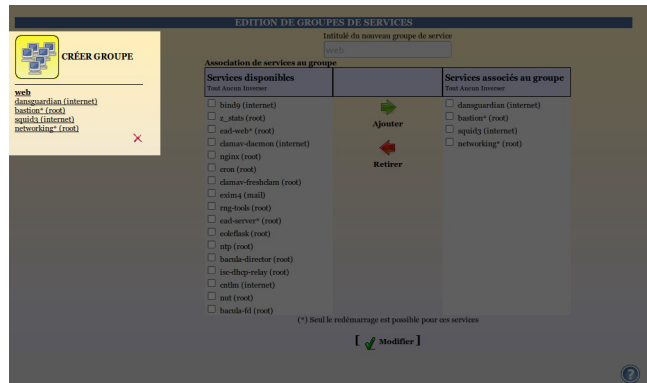 EDITION DE GROUPES DE SERVICES
CRÉER GROUPE
web
dansguardian (internet)
bastion* (root)
squid3 (internet)
networking* (root)
Intitulé du nouveau groupe de service
web
Association de services au groupe
Services disponibles
Tout Aucun Inverser
bind9 (internet)
z_stats (root)
ead-web* (root)
clamav-daemon (internet)
nginx (root)
cron (root)
clamav-freshclam (root)
exim4 (mail)
rng-tools (root)
ead-server* (root)
eoleflask (root)
ntp (root)
bacula-director (root)
isc-dhcp-relay (root)
cntlm (internet)
nut (root)
bacula-fd (root)
Ajouter
Retirer
Services associés au groupe
Tout Aucun Inverser
dansguardian (internet)
bastion* (root)
squid3 (internet)
networking* (root)
(*) Seul le redémarrage est possible pour ces services
[ Modifier ]
?